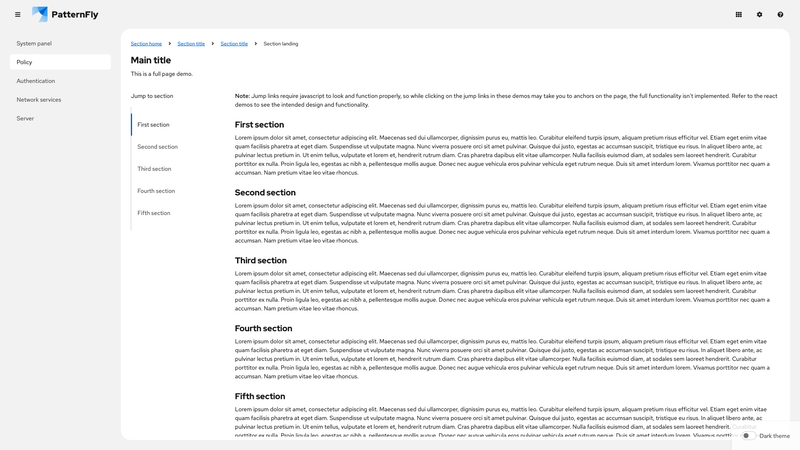 PatternFly
System panel
Policy
Authentication
Network services
Server
Section home
Section title
Section title
Section landing
Main title
This is a full page demo.
Jump to section
First section
Second section
Third section
Fourth section
Fifth section
Note: Jump links require javascript to look and function properly, so while clicking on the jump links in these demos may take you to anchors on the page, the full functionality isn't implemented. Refer to the react
demos to see the intended design and functionality.
First section
Lorem ipsum dolor sit amet, consectetur adipiscing elit. Maecenas sed dui ullamcorper, dignissim purus eu, mattis leo. Curabitur eleifend turpis ipsum, aliquam pretium risus efficitur vel. Etiam eget enim vitae
quam facilisis pharetra at eget diam. Suspendisse ut vulputate magna. Nunc viverra posuere orci sit amet pulvinar. Quisque dui justo, egestas ac accumsan suscipit, tristique eu risus. In aliquet libero ante, ac
pulvinar lectus pretium in. Ut enim tellus, vulputate et lorem et, hendrerit rutrum diam. Cras pharetra dapibus elit vitae ullamcorper. Nulla facilisis euismod diam, at sodales sem laoreet hendrerit. Curabitur
porttitor ex nulla. Proin ligula leo, egestas ac nibh a, pellentesque mollis augue. Donec nec augue vehicula eros pulvinar vehicula eget rutrum neque. Duis sit amet interdum lorem. Vivamus porttitor nec quam a
accumsan. Nam pretium vitae leo vitae rhoncus.
Second section
Lorem ipsum dolor sit amet, consectetur adipiscing elit. Maecenas sed dui ullamcorper, dignissim purus eu, mattis leo. Curabitur eleifend turpis ipsum, aliquam pretium risus efficitur vel. Etiam eget enim vitae
quam facilisis pharetra at eget diam. Suspendisse ut vulputate magna. Nunc viverra posuere orci sit amet pulvinar. Quisque dui justo, egestas ac accumsan suscipit, tristique eu risus. In aliquet libero ante, ac
pulvinar lectus pretium in. Ut enim tellus, vulputate et lorem et, hendrerit rutrum diam. Cras pharetra dapibus elit vitae ullamcorper. Nulla facilisis euismod diam, at sodales sem laoreet hendrerit. Curabitur
porttitor ex nulla. Proin ligula leo, egestas ac nibh a, pellentesque mollis augue. Donec nec augue vehicula eros pulvinar vehicula eget rutrum neque. Duis sit amet interdum lorem. Vivamus porttitor nec quam a
accumsan. Nam pretium vitae leo vitae rhoncus.
Third section
Lorem ipsum dolor sit amet, consectetur adipiscing elit. Maecenas sed dui ullamcorper, dignissim purus eu, mattis leo. Curabitur eleifend turpis ipsum, aliquam pretium risus efficitur vel. Etiam eget enim vitae
quam facilisis pharetra at eget diam. Suspendisse ut vulputate magna. Nunc viverra posuere orci sit amet pulvinar. Quisque dui justo, egestas ac accumsan suscipit, tristique eu risus. In aliquet libero ante, ac
pulvinar lectus pretium in. Ut enim tellus, vulputate et lorem et, hendrerit rutrum diam. Cras pharetra dapibus elit vitae ullamcorper. Nulla facilisis euismod diam, at sodales sem laoreet hendrerit. Curabitur
porttitor ex nulla. Proin ligula leo, egestas ac nibh a, pellentesque mollis augue. Donec nec augue vehicula eros pulvinar vehicula eget rutrum neque. Duis sit amet interdum lorem. Vivamus porttitor nec quam a
accumsan. Nam pretium vitae leo vitae rhoncus.
Fourth section
Lorem ipsum dolor sit amet, consectetur adipiscing elit. Maecenas sed dui ullamcorper, dignissim purus eu, mattis leo. Curabitur eleifend turpis ipsum, aliquam pretium risus efficitur vel. Etiam eget enim vitae
quam facilisis pharetra at eget diam. Suspendisse ut vulputate magna. Nunc viverra posuere orci sit amet pulvinar. Quisque dui justo, egestas ac accumsan suscipit, tristique eu risus. In aliquet libero ante, ac
pulvinar lectus pretium in. Ut enim tellus, vulputate et lorem et, hendrerit rutrum diam. Cras pharetra dapibus elit vitae ullamcorper. Nulla facilisis euismod diam, at sodales sem laoreet hendrerit. Curabitur
porttitor ex nulla. Proin ligula leo, egestas ac nibh a, pellentesque mollis augue. Donec nec augue vehicula eros pulvinar vehicula eget rutrum neque. Duis sit amet interdum lorem. Vivamus porttitor nec quam a
accumsan. Nam pretium vitae leo vitae rhoncus.
Fifth section
Lorem ipsum dolor sit amet, consectetur adipiscing elit. Maecenas sed dui ullamcorper, dignissim purus eu, mattis leo. Curabitur eleifend turpis ipsum, aliquam pretium risus efficitur vel. Etiam eget enim vitae
quam facilisis pharetra at eget diam. Suspendisse ut vulputate magna. Nunc viverra posuere orci sit amet pulvinar. Quisque dui justo, egestas ac accumsan suscipit, tristique eu risus. In aliquet libero ante, ac
pulvinar lectus pretium in. Ut enim tellus, vulputate et lorem et, hendrerit rutrum diam. Cras pharetra dapibus elit vitae ullamcorper. Nulla facilisis euismod diam, at sodales sem laoreet
Dark theme